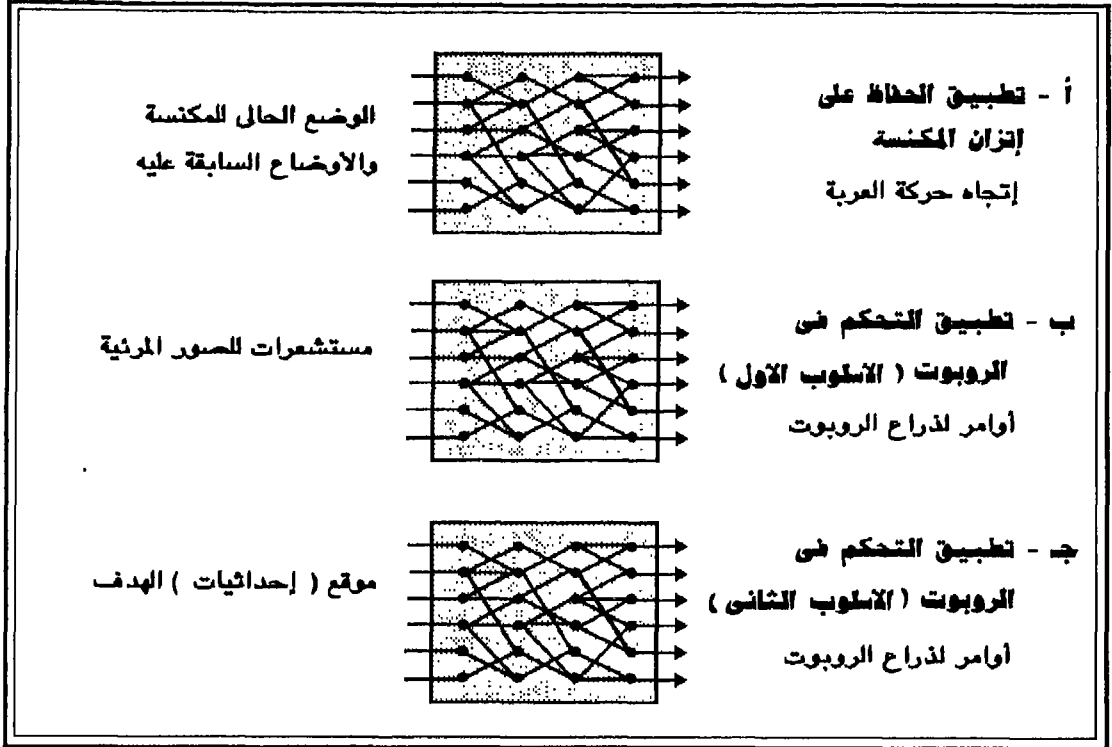 أ - تطبيق الحفاظ على
إتزان المكنسه
إتجاه حركة العربة
الوضع الحالى للمكنسة
والأوضاع السابقة عليه
ب - تطبيق التحكم فى
الروبوت ( الاسلوب الاول )
أوامر لذراع الروبوت
مستشعرات للصور المرئية
جـ - تطبيق التحكم فى
الروبوت ( الاسلوب الثانى )
أوامر لذراع الروبوت
موقع ( إحداثيات ) الهدف